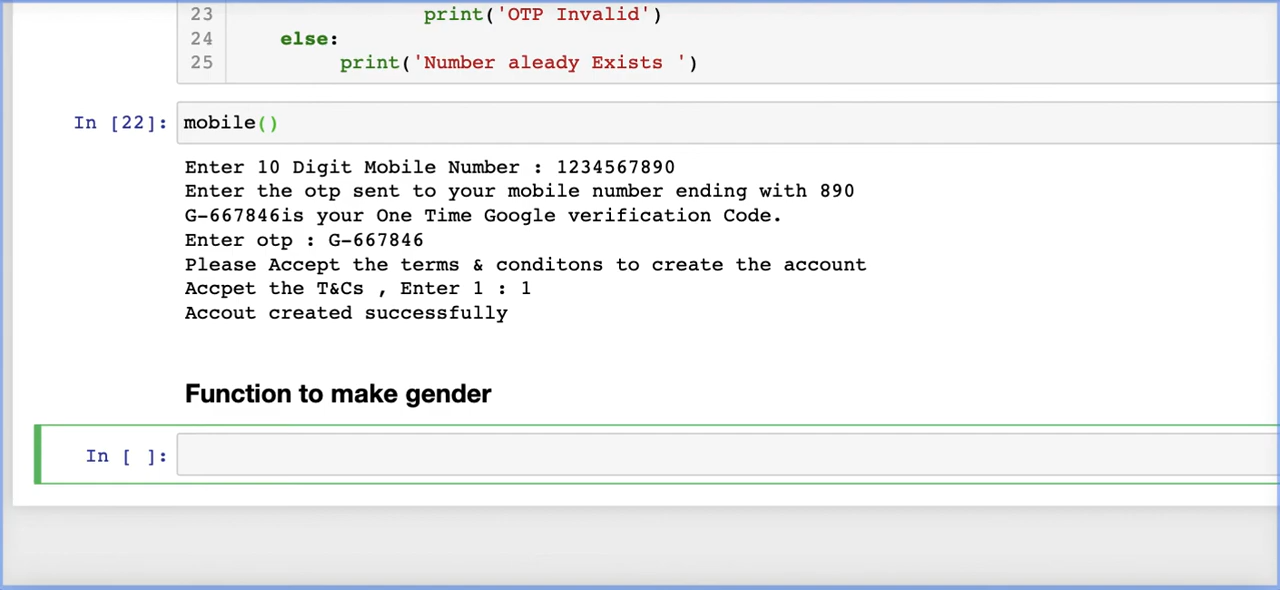 23 print('OTP Invalid')
24 else:
25 print('Number aleady Exists ')
In [22]: mobile()
Enter 10 Digit Mobile Number : 1234567890
Enter the otp sent to your mobile number ending with 890
G-667846is your One Time Google verification Code.
Enter otp : G-667846
Please Accept the terms & conditons to create the account
Accpet the T&Cs , Enter 1 : 1
Accout created successfully
Function to make gender
In [ ]: